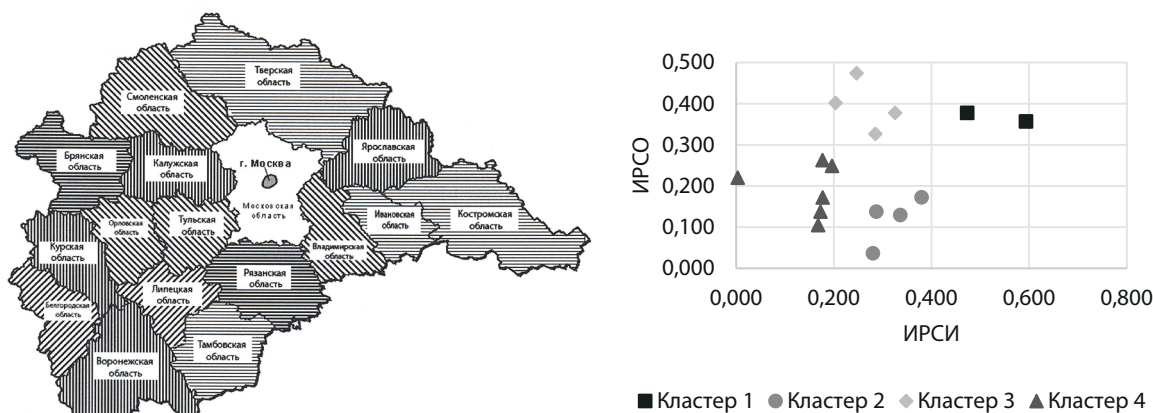 Тверская
область
Смоленская
область
Ярославская
область
Брянская
область
Калужская
область
г. Москва
Московская
область
Орловская
область
Тульская
область
Ивановская
область
Костромская
область
Владимирская
область
Курская
область
Рязанская
область
Липецкая
область
Белгородская
область
Тамбовская
область
Воронежская
область
ИРСО
0,500
0,400
0,300
0,200
0,100
0,000
0,000 0,200 0,400 0,600 0,800
ИРСИ
Кластер 1 Кластер 2 Кластер 3 Кластер 4